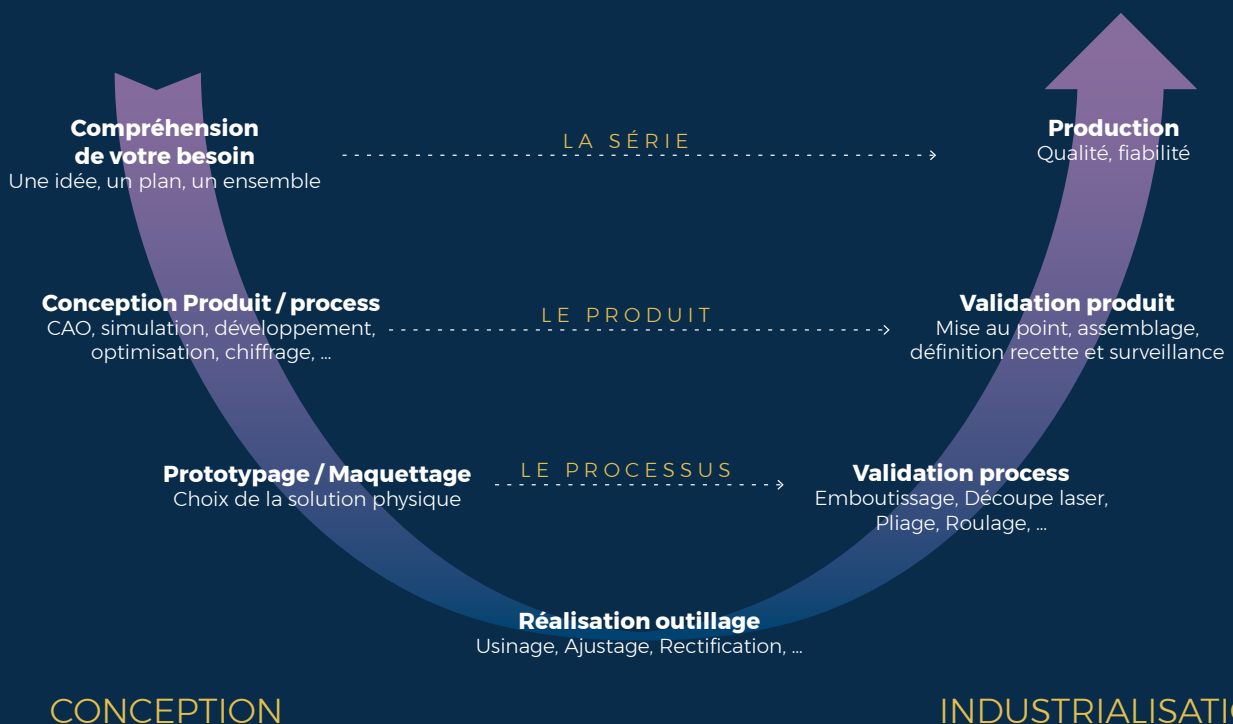 Compréhension
de votre besoin
Une idée, un plan, un ensemble
LA SÉRIE
Production
Qualité, fiabilité
Conception Produit / process
CAO, simulation, développement,
optimisation, chiffrage, ...
LE PRODUIT
Validation produit
Mise au point, assemblage,
définition recette et surveillance
Prototypage / Maquettage
Choix de la solution physique
LE PROCESSUS
Validation process
Emboutissage, Découpe laser,
Pliage, Roulage, ...
Réalisation outillage
Usinage, Ajustage, Rectification, ...
CONCEPTION